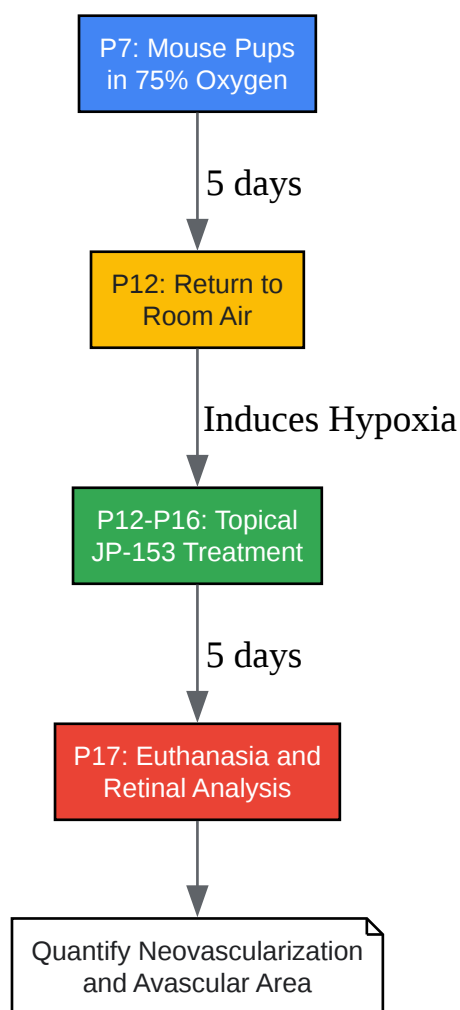 P7: Mouse Pups
in 75% Oxygen
5 days
P12: Return to
Room Air
Induces Hypoxia
P12-P16: Topical
JP-153 Treatment
5 days
P17: Euthanasia and
Retinal Analysis
Quantify Neovascularization
and Avascular Area